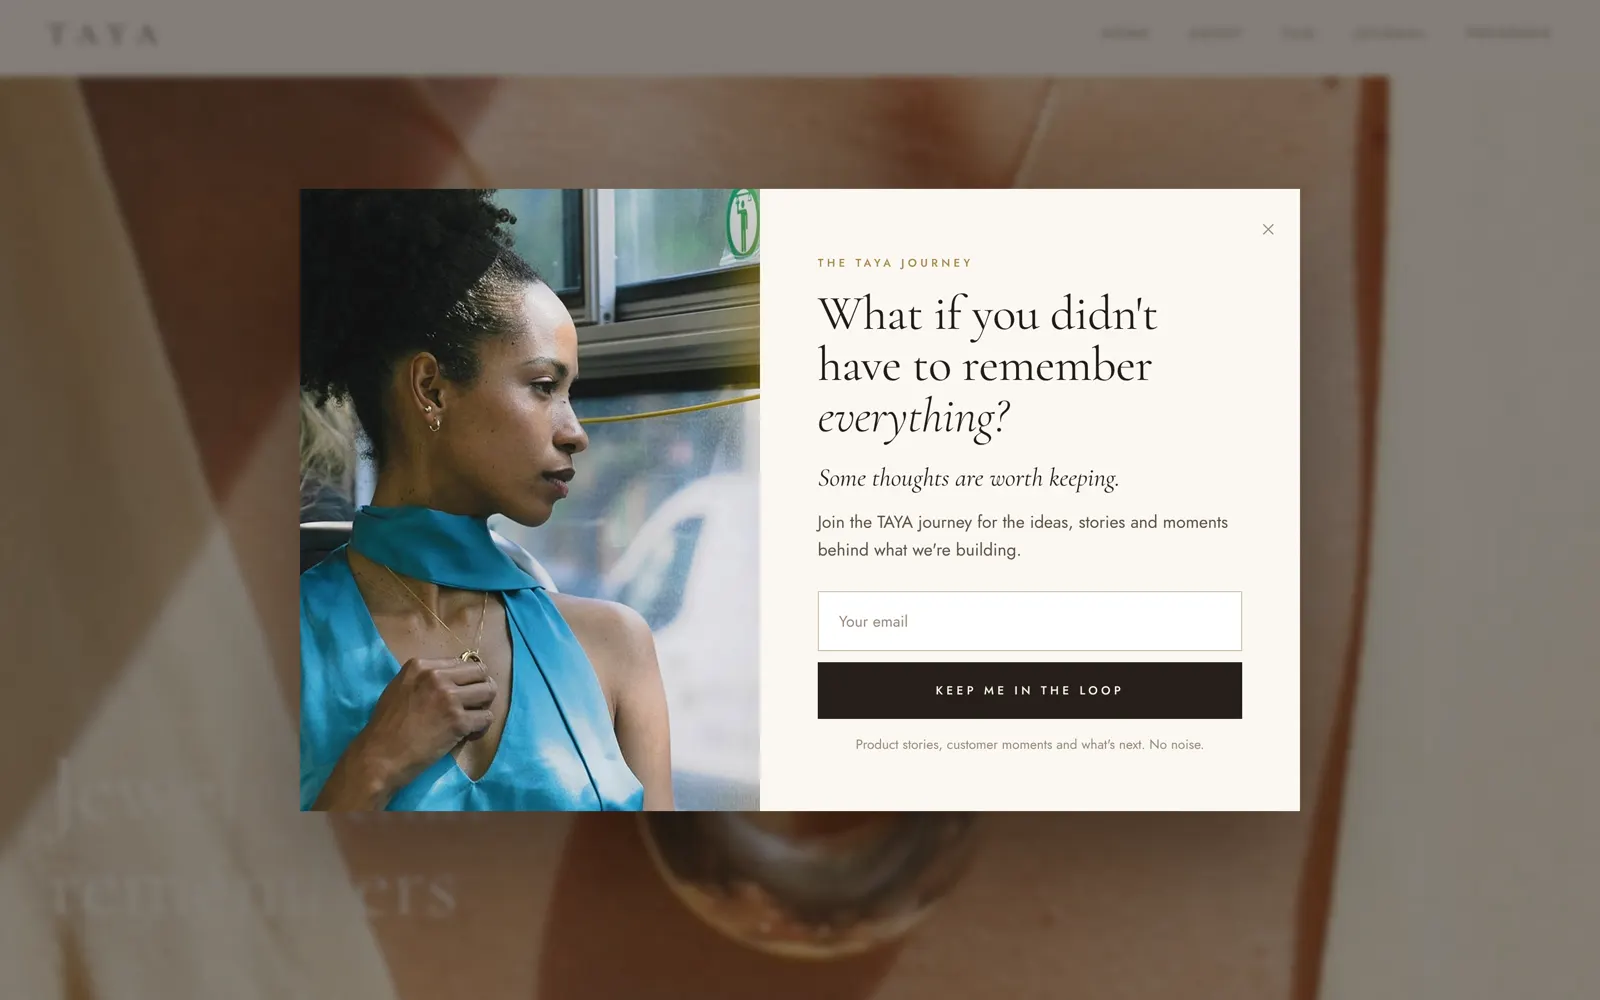 TAYA
THE TAYA JOURNEY
What if you didn't
have to remember
everything?
Some thoughts are worth keeping.
Join the TAYA journey for the ideas, stories and moments
behind what we're building.
Your email
KEEP ME IN THE LOOP
Product stories, customer moments and what's next. No noise.